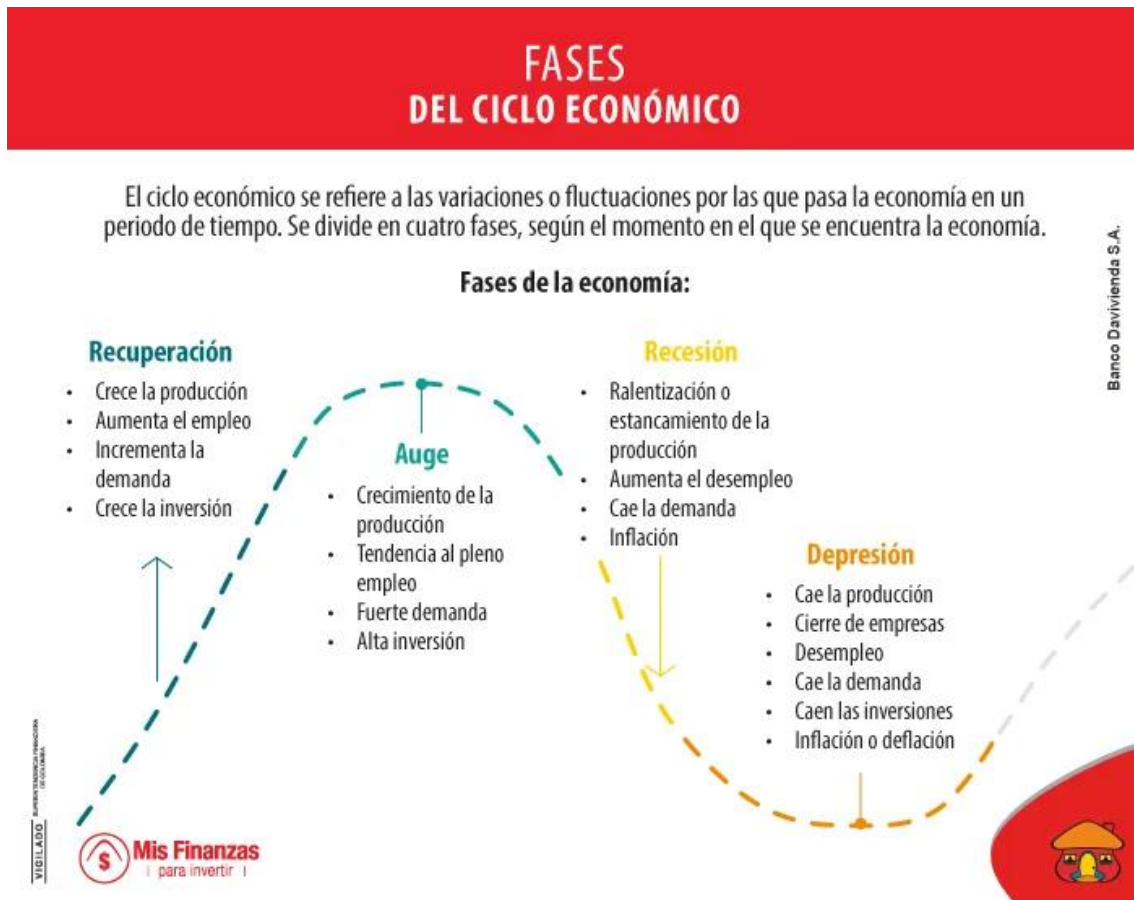 FASES
DEL CICLO ECONÓMICO
El ciclo económico se refiere a las variaciones o fluctuaciones por las que pasa la economía en un
periodo de tiempo. Se divide en cuatro fases, según el momento en el que se encuentra la economía.
Fases de la economía:
Recuperación
• Crece la producción
• Aumenta el empleo
• Incrementa la
demanda
• Crece la inversión
Auge
• Crecimiento de la
producción
• Tendencia al pleno
empleo
• Fuerte demanda
• Alta inversión
Recesión
• Ralentización o
estancamiento de la
producción
• Aumenta el desempleo
• Cae la demanda
• Inflación
Depresión
• Cae la producción
• Cierre de empresas
• Desempleo
• Cae la demanda
• Caen las inversiones
• Inflación o deflación
Banco Davivienda S.A.
VIGILADO
SUPERINTENDENCIA FINANCIERA
DE COLOMBIA
$
Mis Finanzas
para invertir